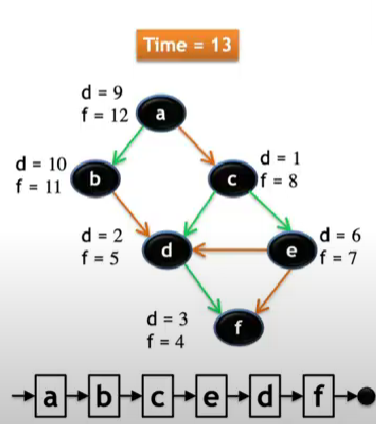 Time = 13
d = 9
f = 12
a
d = 10
f = 11
b
c
d = 1
f = 8
d = 2
f = 5
d
e
d = 6
f = 7
d = 3
f = 4
f
a b c e d f